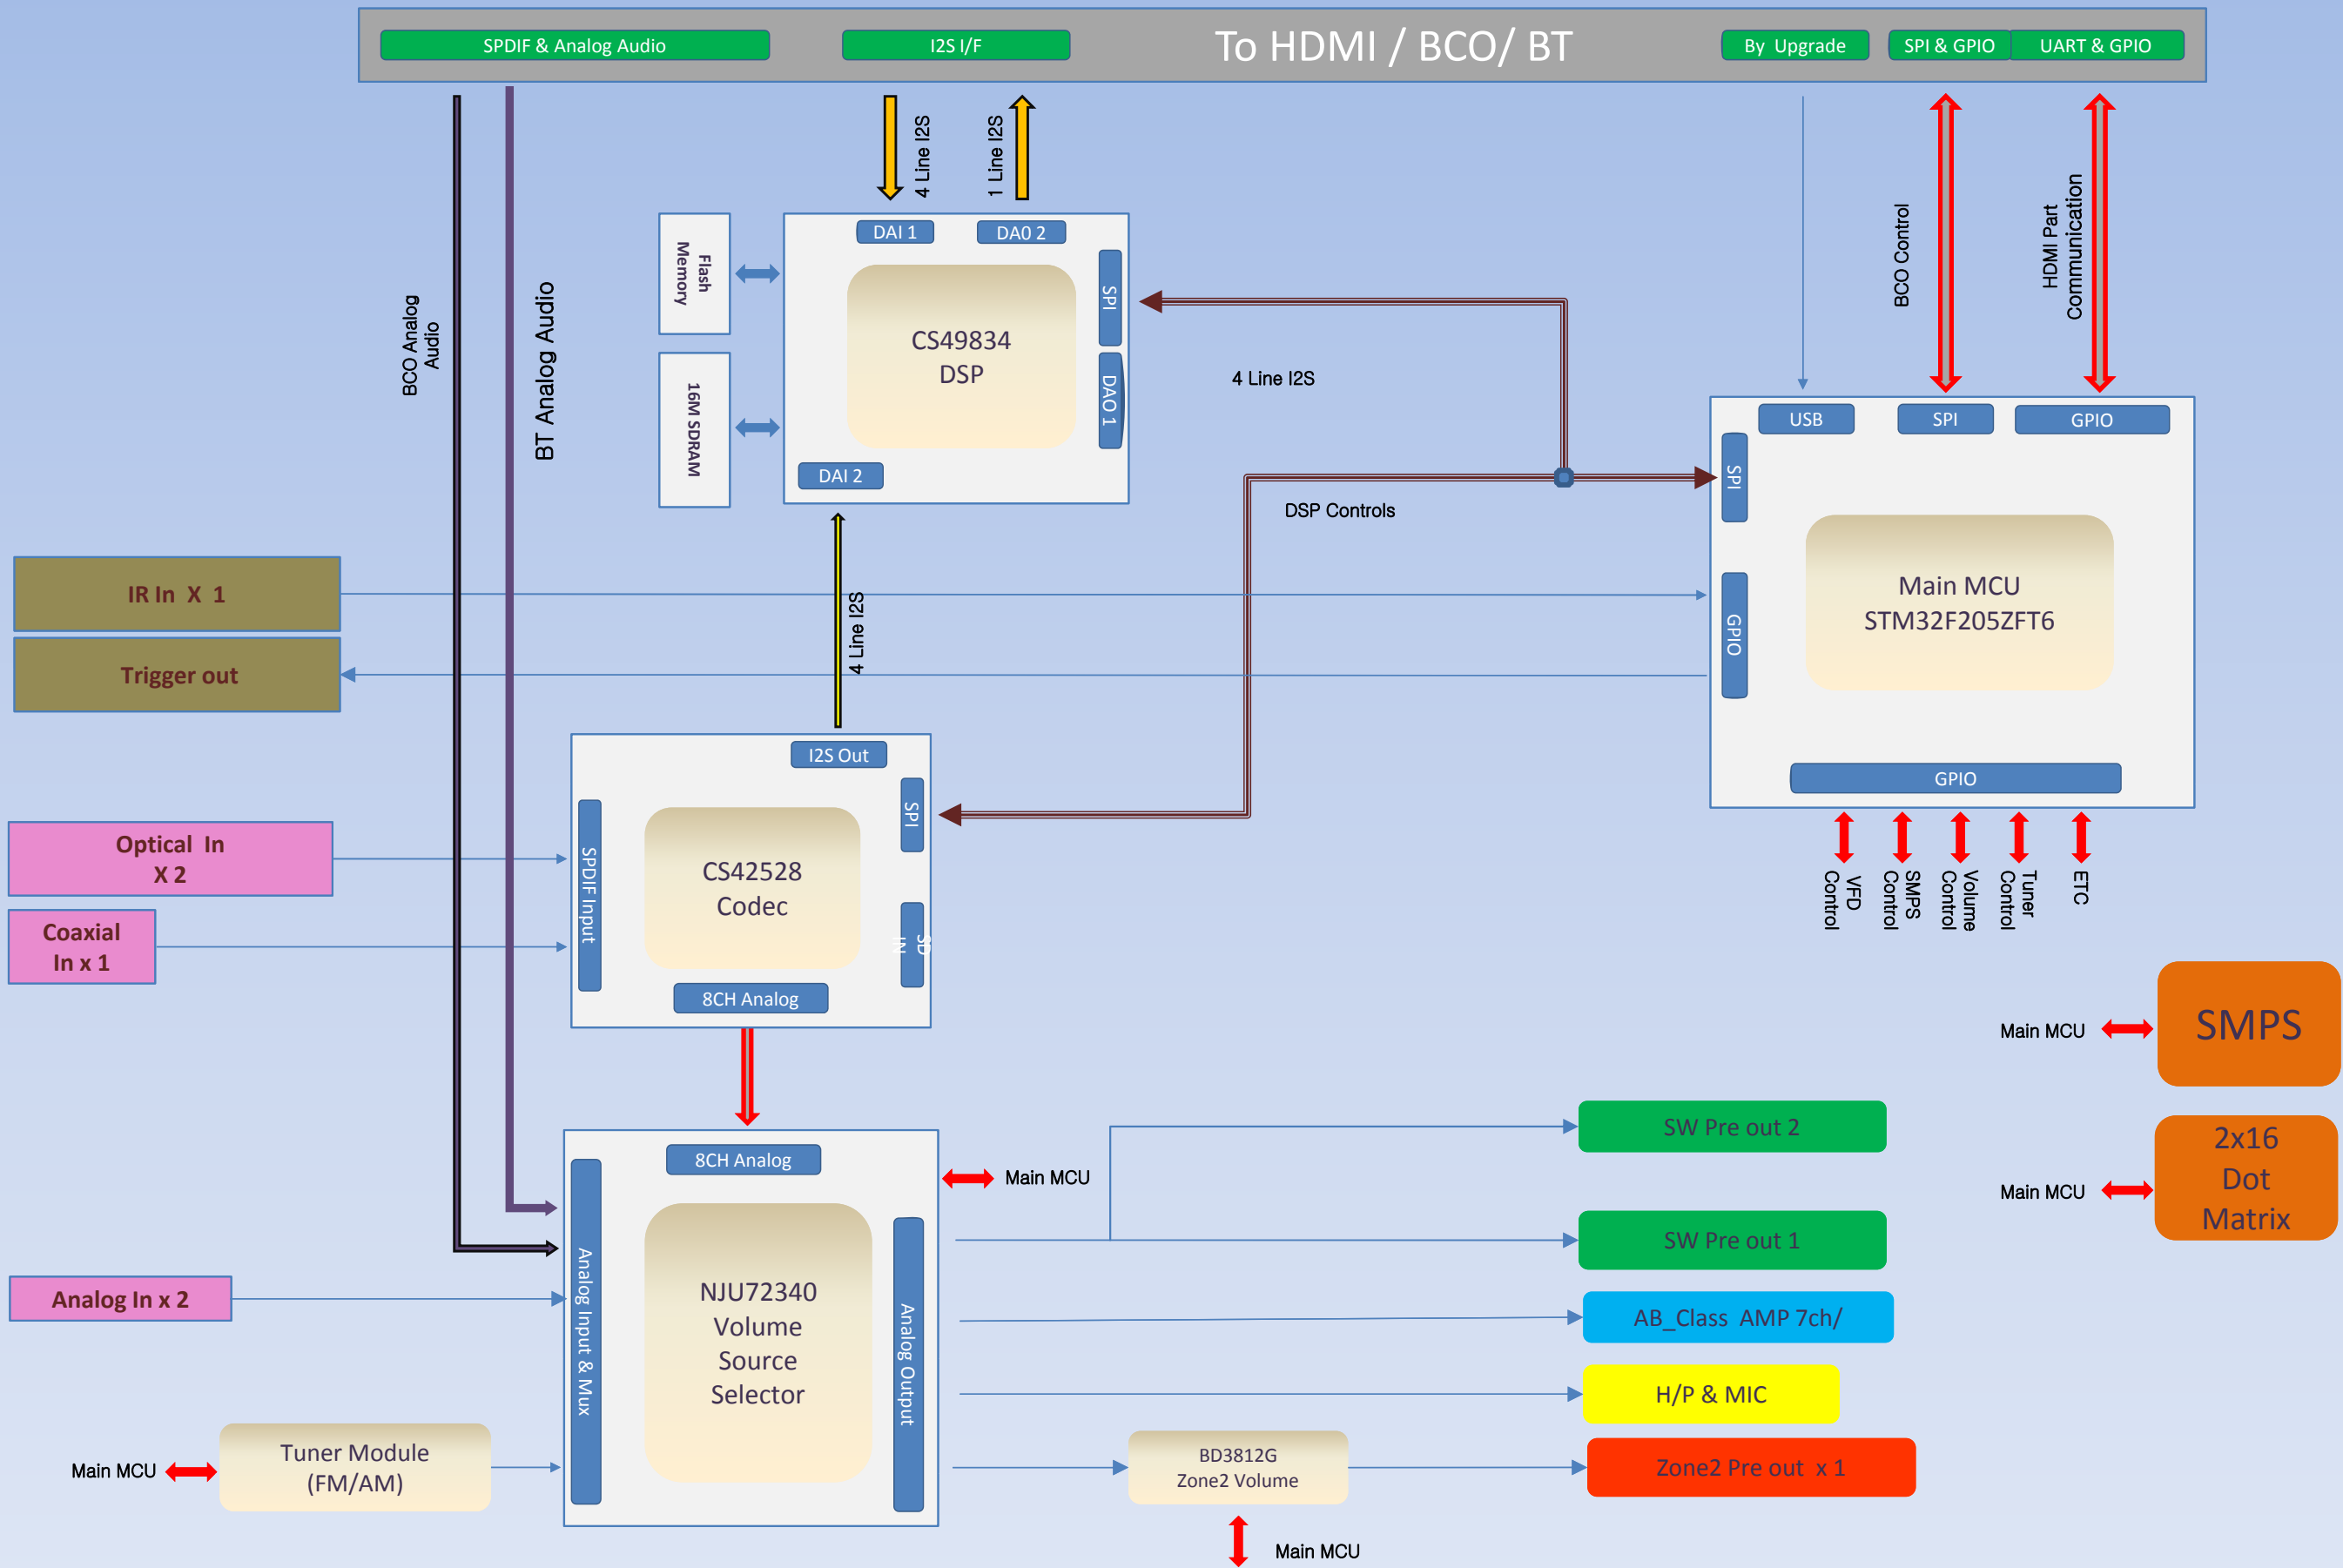 SPDIF & Analog Audio
I2S I/F
To HDMI / BCO/ BT
By Upgrade
SPI & GPIO
UART & GPIO
4 Line I2S
1 Line I2S
BCO Analog
Audio
BT Analog Audio
BCO Control
HDMI Part
Communication
Flash
Memory
16M SDRAM
DAI 1
DA0 2
SPI
DAO 1
CS49834
DSP
DAI 2
4 Line I2S
DSP Controls
USB
SPI
GPIO
SPI
GPIO
Main MCU
STM32F205ZFT6
GPIO
IR In X 1
Trigger out
4 Line I2S
I2S Out
SPI
SPDIF Input
CS42528
Codec
SD
IN
8CH Analog
Optical In
X 2
Coaxial
In x 1
VFD
Control
SMPS
Control
Volume
Control
Tuner
Control
ETC
Main MCU
SMPS
Main MCU
2x16
Dot
Matrix
8CH Analog
Main MCU
Analog Input & Mux
NJU72340
Volume
Source
Selector
Analog Output
Analog In x 2
Main MCU
Tuner Module
(FM/AM)
SW Pre out 2
SW Pre out 1
AB_Class AMP 7ch/
H/P & MIC
BD3812G
Zone2 Volume
Zone2 Pre out x 1
Main MCU